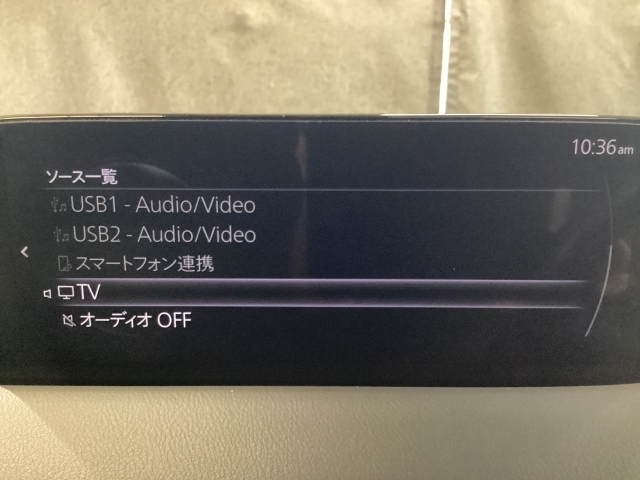 10:36am
ソース一覧
USB1 - Audio/Video
USB2 - Audio/Video
スマートフォン連携
TV
オーディオ OFF